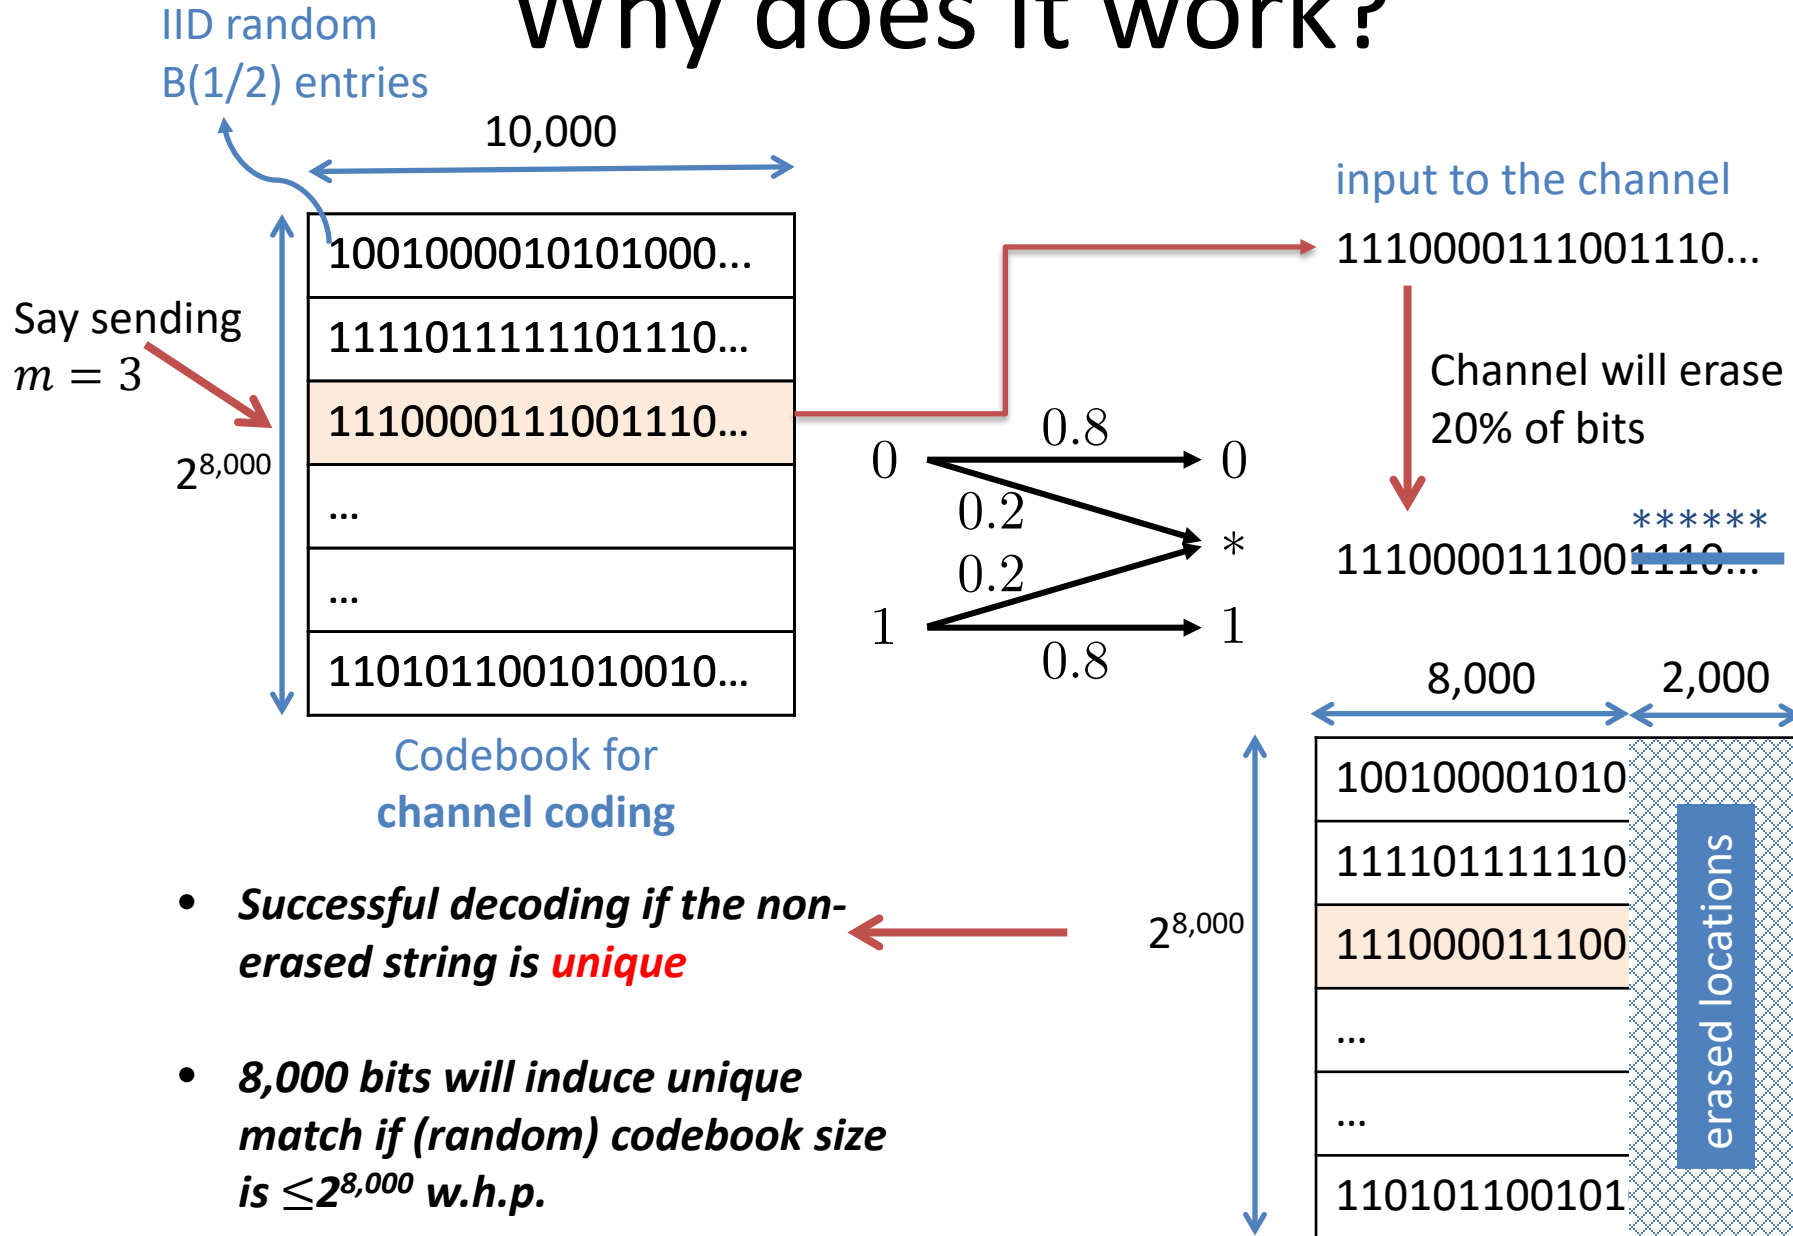 Why does it work?
IID random
B(1/2) entries
10,000
1001000010101000...
1111011111101110...
1110000111001110...
...
...
1101011001010010...
Say sending
m = 3
2^8,000
Codebook for
channel coding
0
0.8
0
0.2
*
0.2
1
0.8
1
input to the channel
1110000111001110...
Channel will erase
20% of bits
******
1110000111001110...
8,000
2,000
2^8,000
100100001010
111101111110
111000011100
...
...
110101100101
erased locations
• Successful decoding if the non-
erased string is unique
• 8,000 bits will induce unique
match if (random) codebook size
is ≤2^8,000 w.h.p.